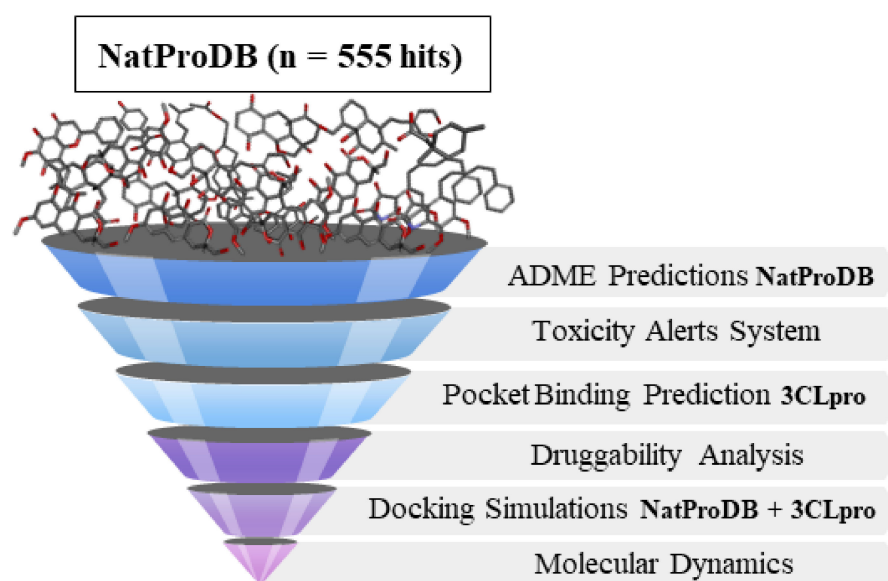 NatProDB (n = 555 hits)
ADME Predictions NatProDB
Toxicity Alerts System
Pocket Binding Prediction 3CLpro
Druggability Analysis
Docking Simulations NatProDB + 3CLpro
Molecular Dynamics